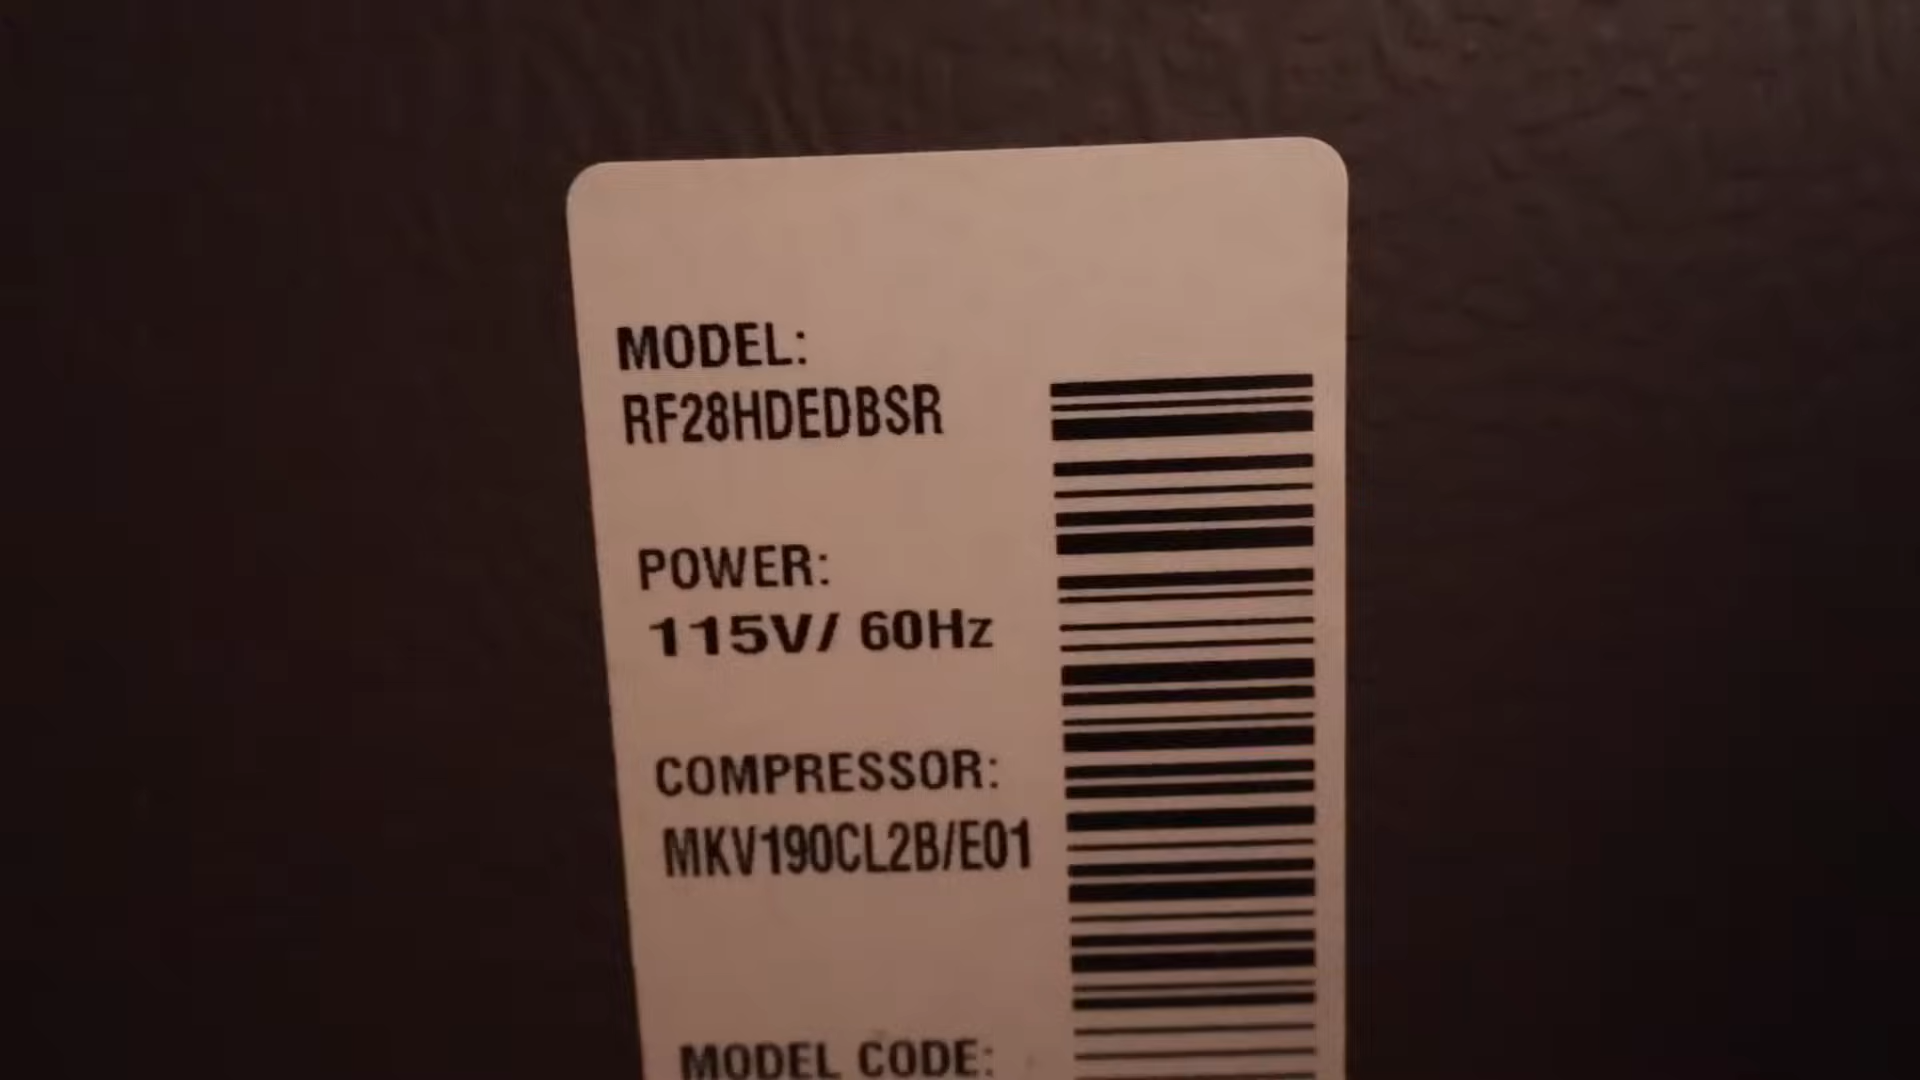 MODEL:
RF28HDEDBSR
POWER:
115V/ 60Hz
COMPRESSOR:
MKV190CL2B/E01
MODEL CODE: